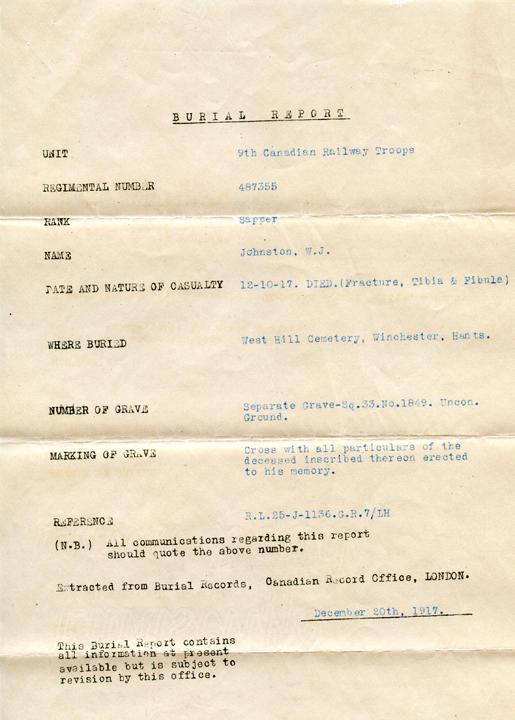 BURIAL REPORT
UNIT 9th Canadian Railway Troops
REGIMENTAL NUMBER 487355
RANK Sapper
NAME Johnston, W.J.
DATE AND NATURE OF CASUALTY 12-10-17. DIED.(Fracture, Tibia & Fibula)
WHERE BURIED West Hill Cemetery, Winchester, Hants.
NUMBER OF GRAVE Separate Grave-Sq.33.No.1849. Uncon.
Ground.
MARKING OF GRAVE Cross with all particulars of the
deceased inscribed thereon erected
to his memory.
REFERENCE R.L.25-J-1136.G.R.7/LH
(N.B.) All communications regarding this report
should quote the above number.
Extracted from Burial Records, Canadian Record Office, LONDON.
December 20th, 1917.
This Burial Report contains
all information at present
available but is subject to
revision by this office.